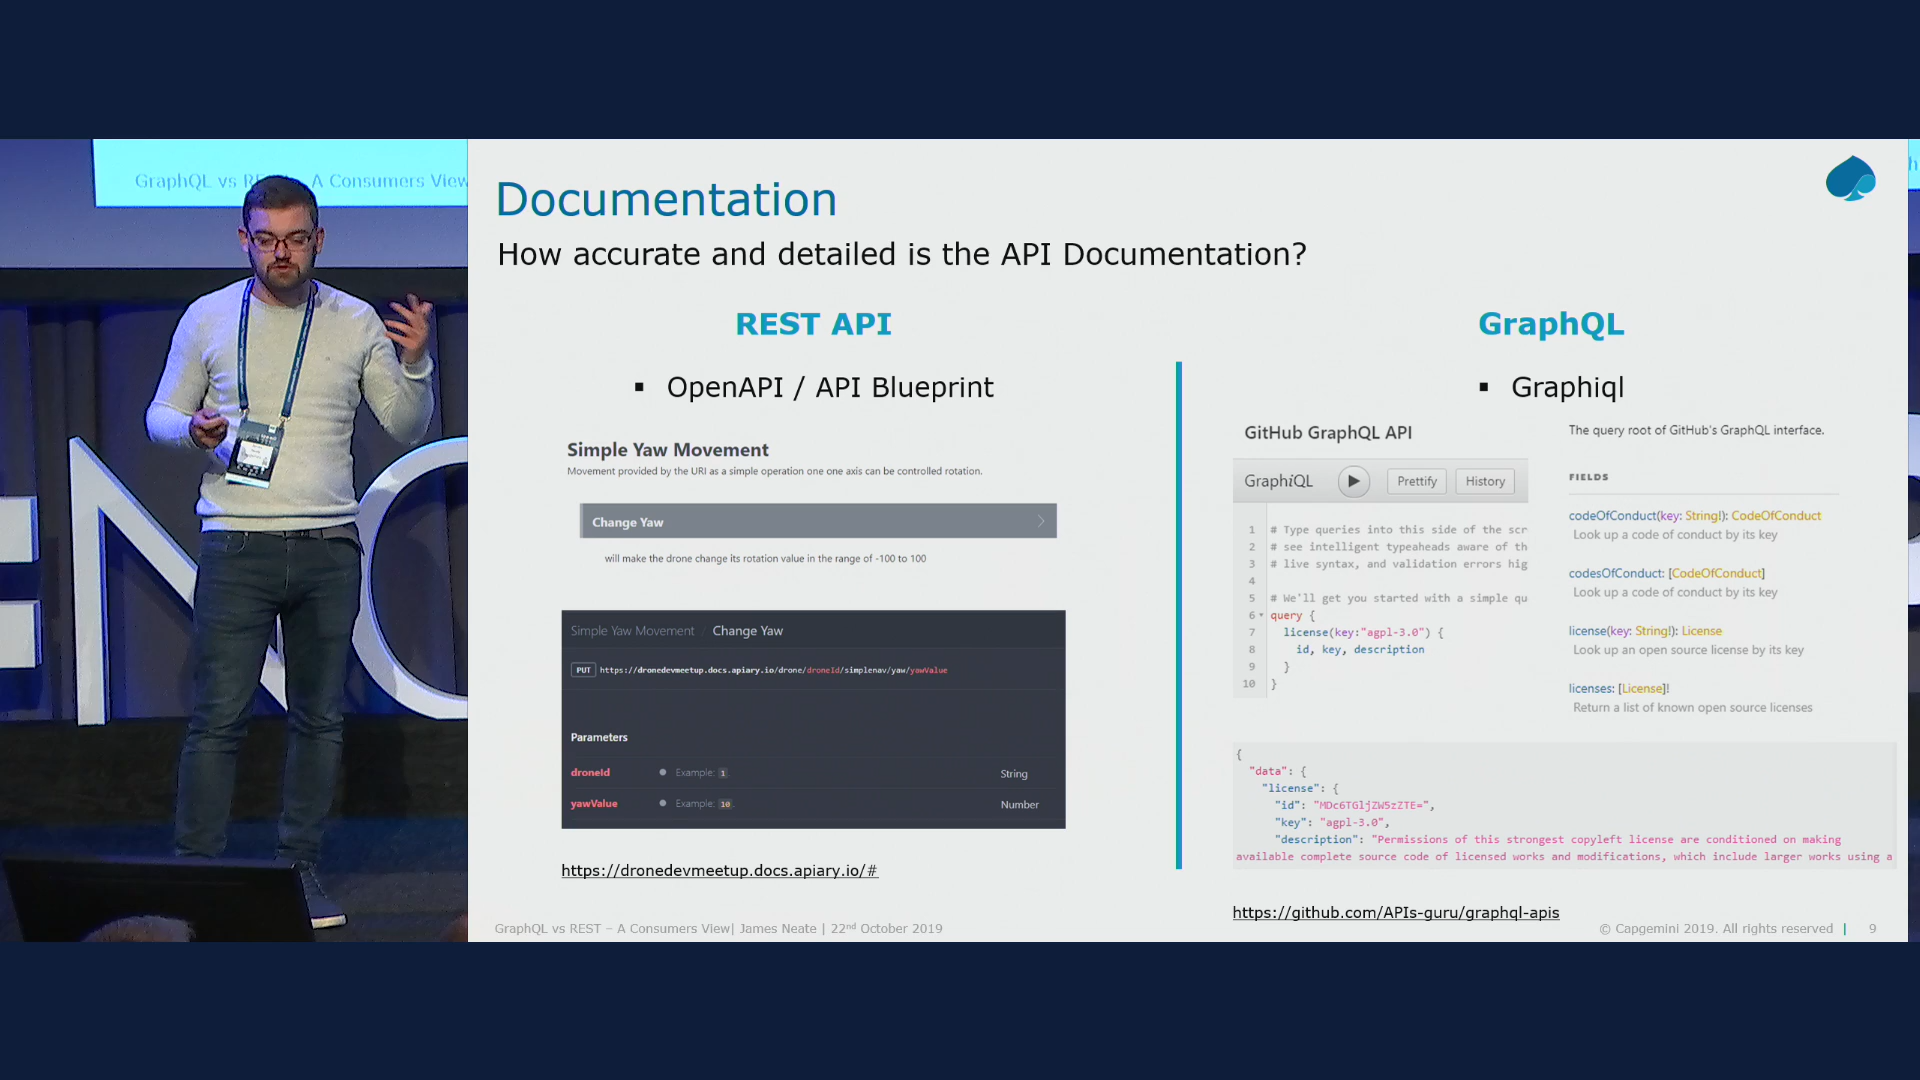 GraphQL vs RE
A Consumers View
ENC
Documentation
How accurate and detailed is the API Documentation?
REST API
▪ OpenAPI / API Blueprint
Simple Yaw Movement
Movement provided by the URI as a simple operation one one axis can be controlled rotation.
Change Yaw
will make the drone change its rotation value in the range of -100 to 100
Simple Yaw Movement / Change Yaw
PUT https://dronedevmeetup.docs.apiary.io/drone/droneId/simplenav/yaw/yawValue
Parameters
droneId Example: 1 String
yawValue Example: 10 Number
https://dronedevmeetup.docs.apiary.io/#
GraphQL
▪ Graphiql
GitHub GraphQL API
GraphiQL Prettify History
1 # Type queries into this side of the scr
2 # see intelligent typeaheads aware of th
3 # live syntax, and validation errors hig
4
5 # We'll get you started with a simple qu
6 query {
7 license(key:"agpl-3.0") {
8 id, key, description
9 }
10 }
The query root of GitHub's GraphQL interface.
FIELDS
codeOfConduct(key: String!): CodeOfConduct
Look up a code of conduct by its key
codesOfConduct: [CodeOfConduct]
Look up a code of conduct by its key
license(key: String!): License
Look up an open source license by its key
licenses: [License]!
Return a list of known open source licenses
{
"data": {
"license": {
"id": "MDc6TGljZW5zZTE=",
"key": "agpl-3.0",
"description": "Permissions of this strongest copyleft license are conditioned on making
available complete source code of licensed works and modifications, which include larger works using a
https://github.com/APIs-guru/graphql-apis
GraphQL vs REST – A Consumers View| James Neate | 22nd October 2019
© Capgemini 2019. All rights reserved | 9